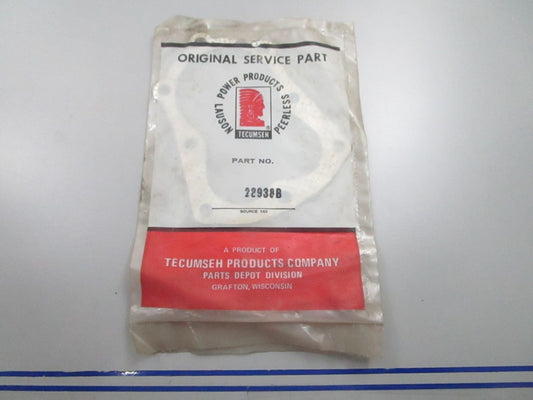 ORIGINAL SERVICE PART
LAUSON POWER PRODUCTS PEERLESS
TECUMSEH
PART NO.
22938B
SOURCE
A PRODUCT OF
TECUMSEH PRODUCTS COMPANY
PARTS DEPOT DIVISION
GRAFTON, WISCONSIN